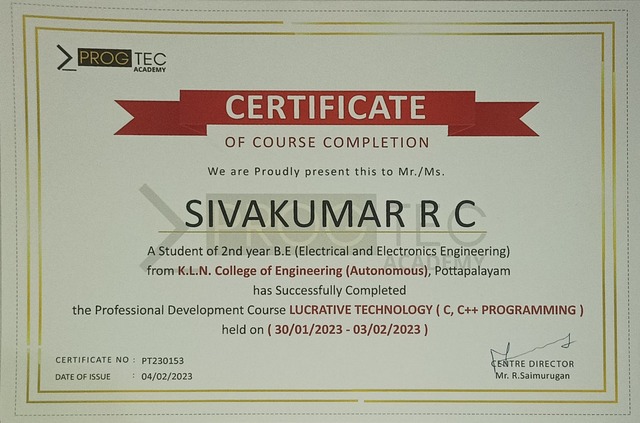 PROG TEC
ACADEMY
CERTIFICATE
OF COURSE COMPLETION
We are Proudly present this to Mr./Ms.
SIVAKUMAR R C
A Student of 2nd year B.E (Electrical and Electronics Engineering)
from K.L.N. College of Engineering (Autonomous), Pottapalayam
has Successfully Completed
the Professional Development Course LUCRATIVE TECHNOLOGY ( C, C++ PROGRAMMING )
held on ( 30/01/2023 - 03/02/2023 )
CERTIFICATE NO : PT230153
DATE OF ISSUE : 04/02/2023
CENTRE DIRECTOR
Mr. R.Saimurugan